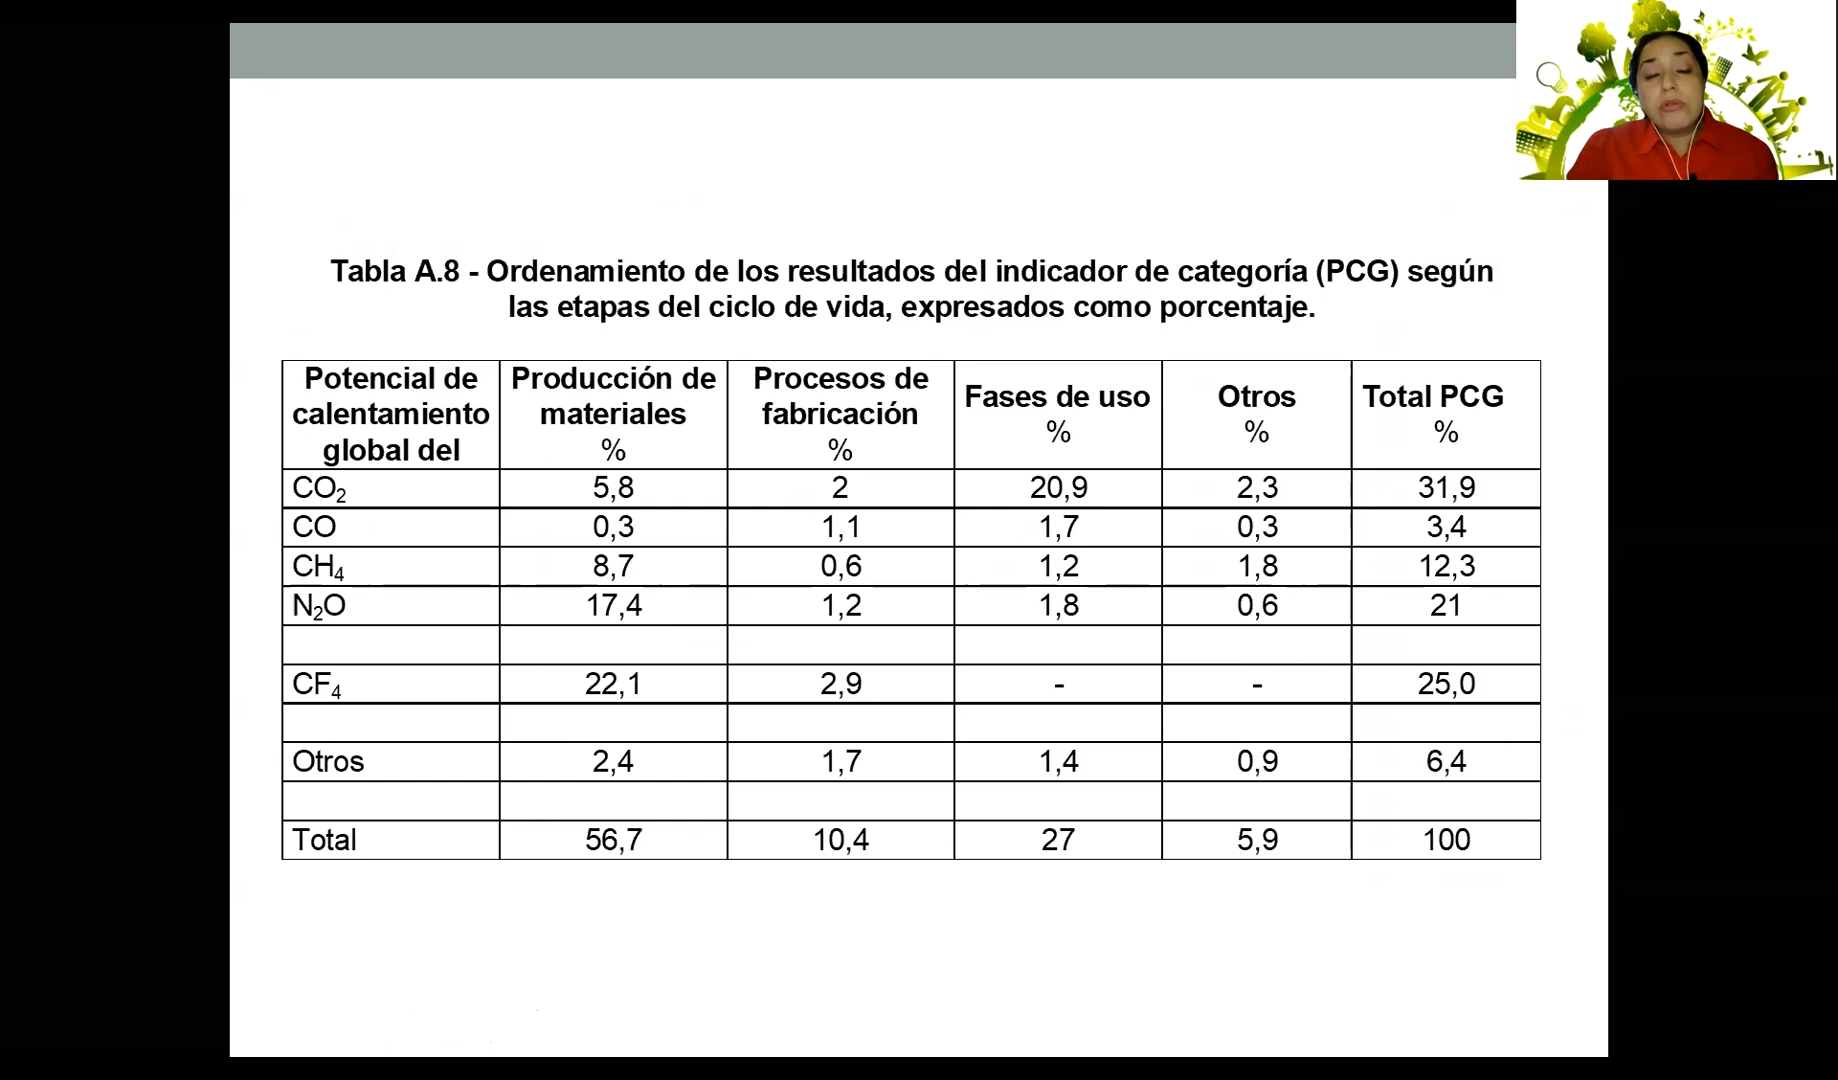 Tabla A.8 - Ordenamiento de los resultados del indicador de categoría (PCG) según
las etapas del ciclo de vida, expresados como porcentaje.
Potencial de calentamiento global del | Producción de materiales % | Procesos de fabricación % | Fases de uso % | Otros % | Total PCG %
CO₂ 5,8 2 20,9 2,3 31,9
CO 0,3 1,1 1,7 0,3 3,4
CH₄ 8,7 0,6 1,2 1,8 12,3
N₂O 17,4 1,2 1,8 0,6 21
CF₄ 22,1 2,9 - - 25,0
Otros 2,4 1,7 1,4 0,9 6,4
Total 56,7 10,4 27 5,9 100